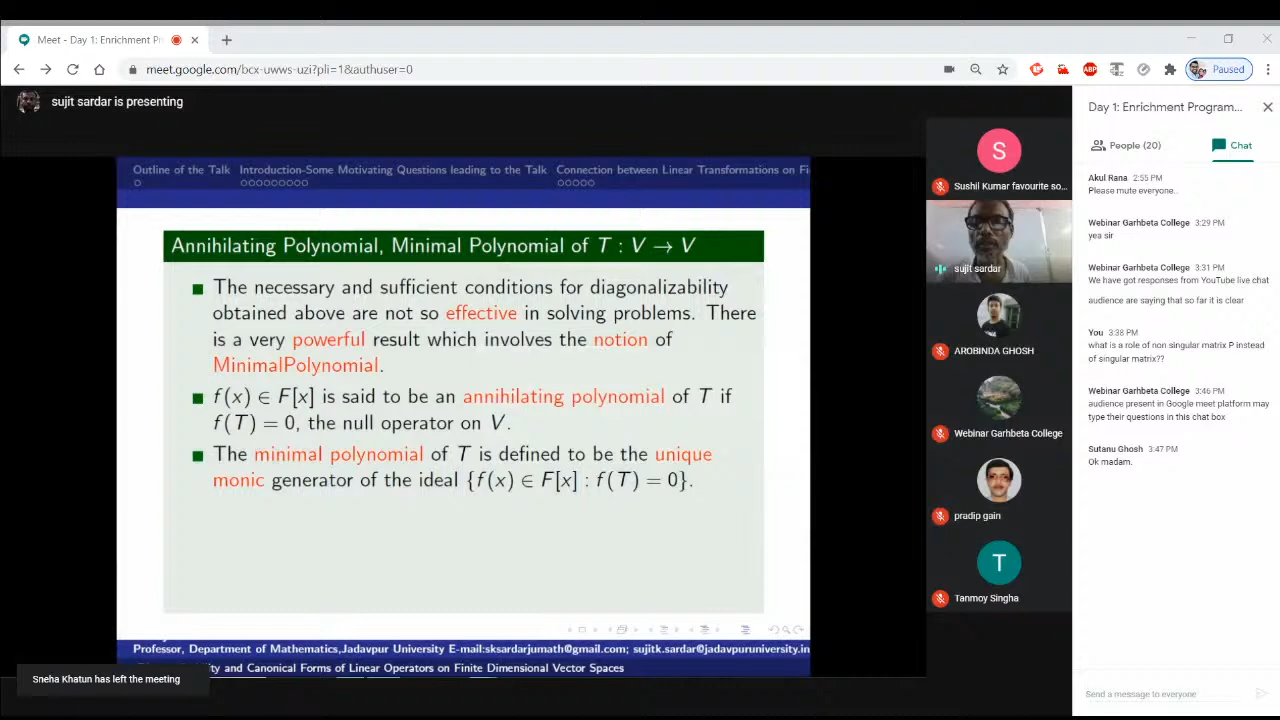 Meet - Day 1: Enrichment Pr
meet.google.com/bcx-uwws-uzi?pli=1&authuser=0
ABP
Paused
sujit sardar is presenting
Day 1: Enrichment Program...
People (20)
Chat
Outline of the Talk Introduction-Some Motivating Questions leading to the Talk Connection between Linear Transformations on Fi
Annihilating Polynomial, Minimal Polynomial of T : V → V
The necessary and sufficient conditions for diagonalizability
obtained above are not so effective in solving problems. There
is a very powerful result which involves the notion of
MinimalPolynomial.
f(x) ∈ F[x] is said to be an annihilating polynomial of T if
f(T) = 0, the null operator on V.
The minimal polynomial of T is defined to be the unique
monic generator of the ideal {f(x) ∈ F[x] : f(T) = 0}.
Professor, Department of Mathematics,Jadavpur University E-mail:sksardarjumath@gmail.com; sujitk.sardar@jadavpuruniversity.in
and Canonical Forms of Linear Operators on Finite Dimensional Vector Spaces
Sneha Khatun has left the meeting
S
Sushil Kumar favourite so...
sujit sardar
AROBINDA GHOSH
Webinar Garhbeta College
pradip gain
T
Tanmoy Singha
Akul Rana 2:55 PM
Please mute everyone..
Webinar Garhbeta College 3:29 PM
yea sir
Webinar Garhbeta College 3:31 PM
We have got responses from YouTube live chat
audience are saying that so far it is clear
You 3:38 PM
what is a role of non singular matrix P instead
of singular matrix??
Webinar Garhbeta College 3:46 PM
audience present in Google meet platform may
type their questions in this chat box
Sutanu Ghosh 3:47 PM
Ok madam.
Send a message to everyone